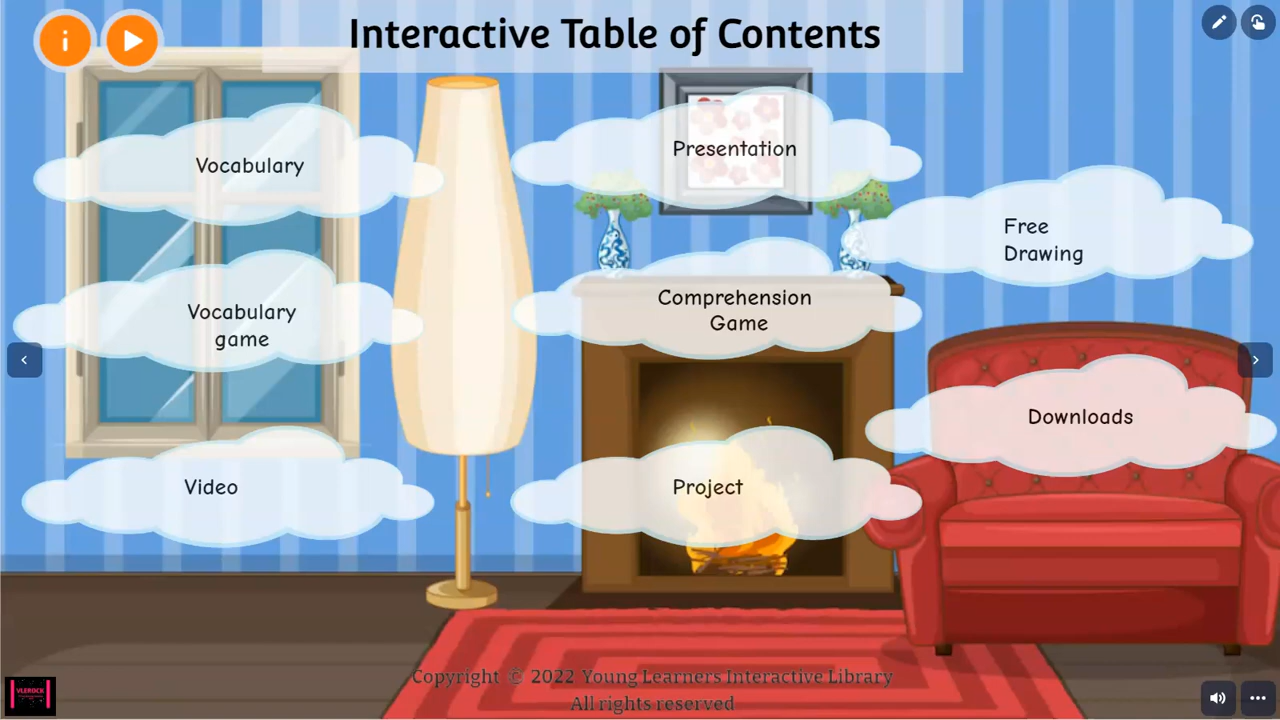 Interactive Table of Contents
Vocabulary
Presentation
Free
Drawing
Vocabulary
game
Comprehension
Game
Downloads
Video
Project
Copyright © 2022 Young Learners Interactive Library
All rights reserved
VLEROCK